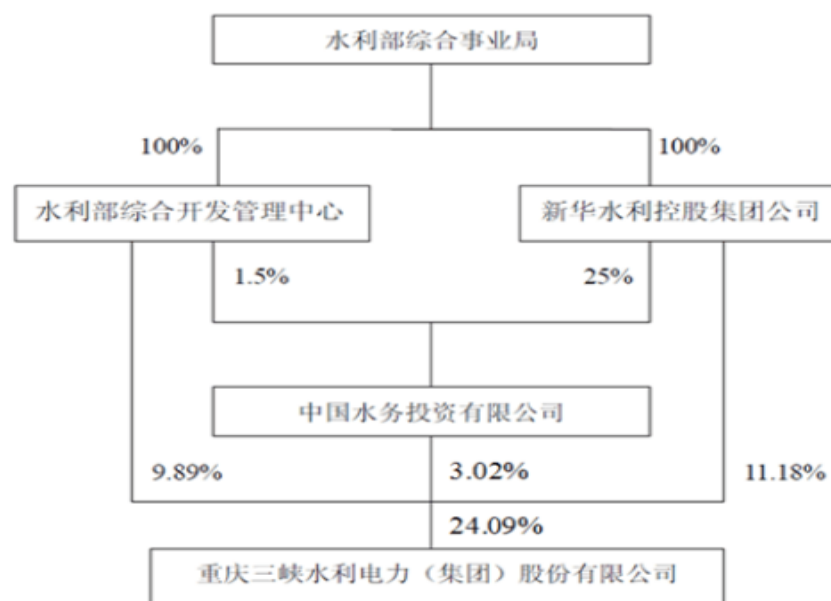 水利部综合事业局
100%
100%
水利部综合开发管理中心
新华水利控股集团公司
1.5%
25%
中国水务投资有限公司
9.89%
3.02%
11.18%
24.09%
重庆三峡水利电力（集团）股份有限公司